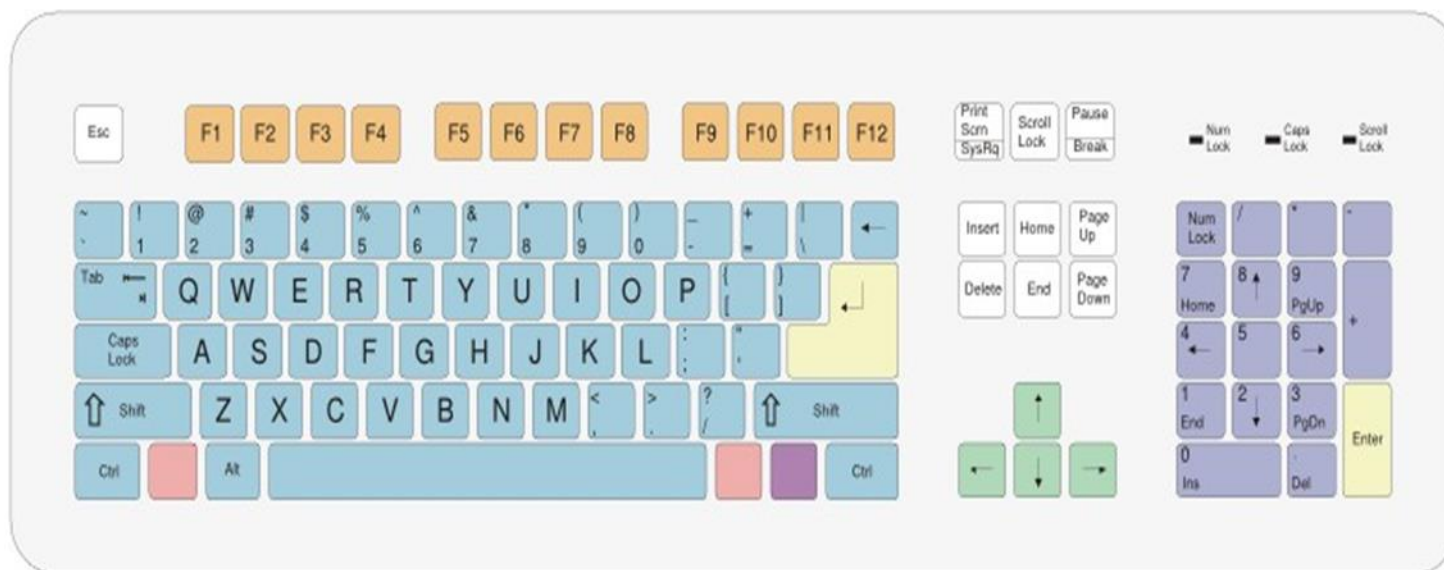 Esc F1 F2 F3 F4 F5 F6 F7 F8 F9 F10 F11 F12
Print
Scrn
SysRq
Scroll
Lock
Pause
Break
Num
Lock
Caps
Lock
Scroll
Lock
~ ! @ # $ % ^ & * ( ) _ + |
` 1 2 3 4 5 6 7 8 9 0 - = \ ←
Insert Home Page
Up
Num
Lock
/ * -
Tab Q W E R T Y U I O P { }
[ ]
Delete End Page
Down
7 8 ↑ 9
Home PgUp
+
Caps
Lock
A S D F G H J K L : "
; '
4 ← 5 6 →
⇧ Shift Z X C V B N M < > ? ⇧ Shift
, . /
↑
1 2 ↓ 3
End PgDn
Enter
Ctrl Alt Ctrl
← ↓ →
0 .
Ins Del